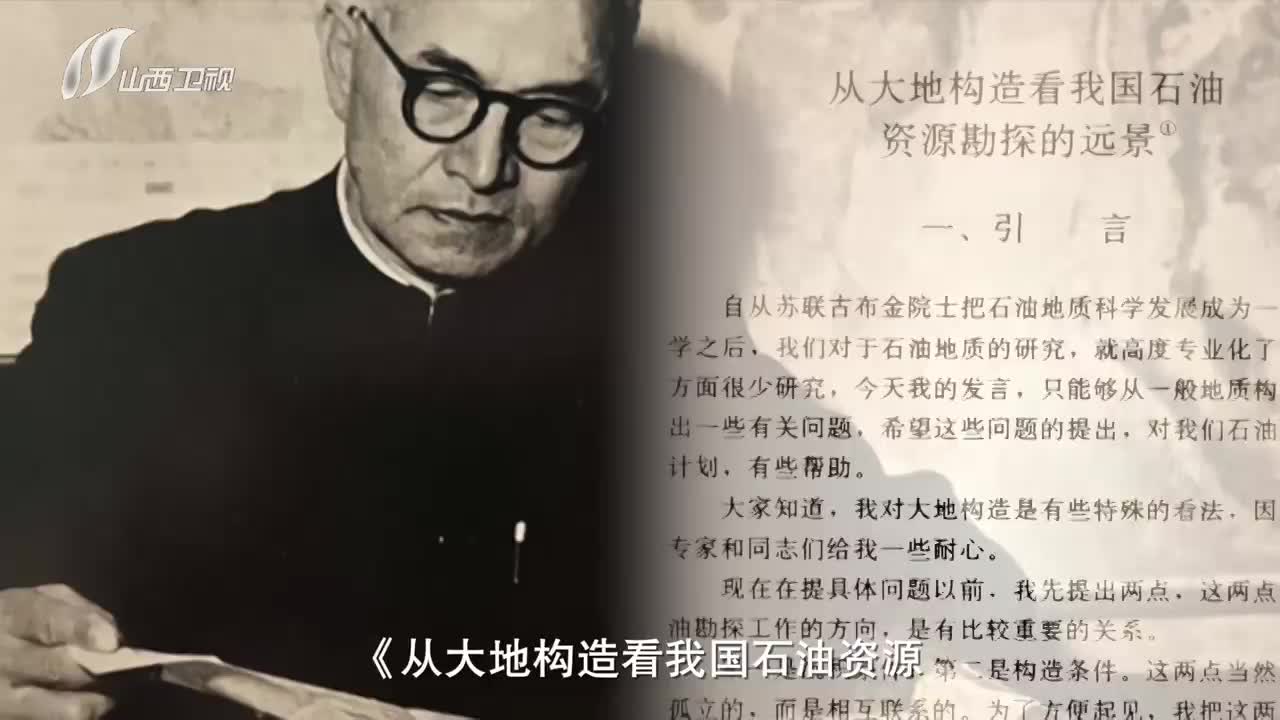 山西卫视
从大地构造看我国石油
资源勘探的远景①
一、引 言
自从苏联古布金院士把石油地质科学发展成为一
学之后，我们对于石油地质的研究，就高度专业化了
方面很少研究，今天我的发言，只能够从一般地质构
出一些有关问题，希望这些问题的提出，对我们石油
计划，有些帮助。
大家知道，我对大地构造是有些特殊的看法，因
专家和同志们给我一些耐心。
现在在提具体问题以前，我先提出两点，这两点
油勘探工作的方向，是有比较重要的关系。
第二是构造条件。这两点当然
孤立的，而是相互联系的。为了方便起见，我把这两
《从大地构造看我国石油资源